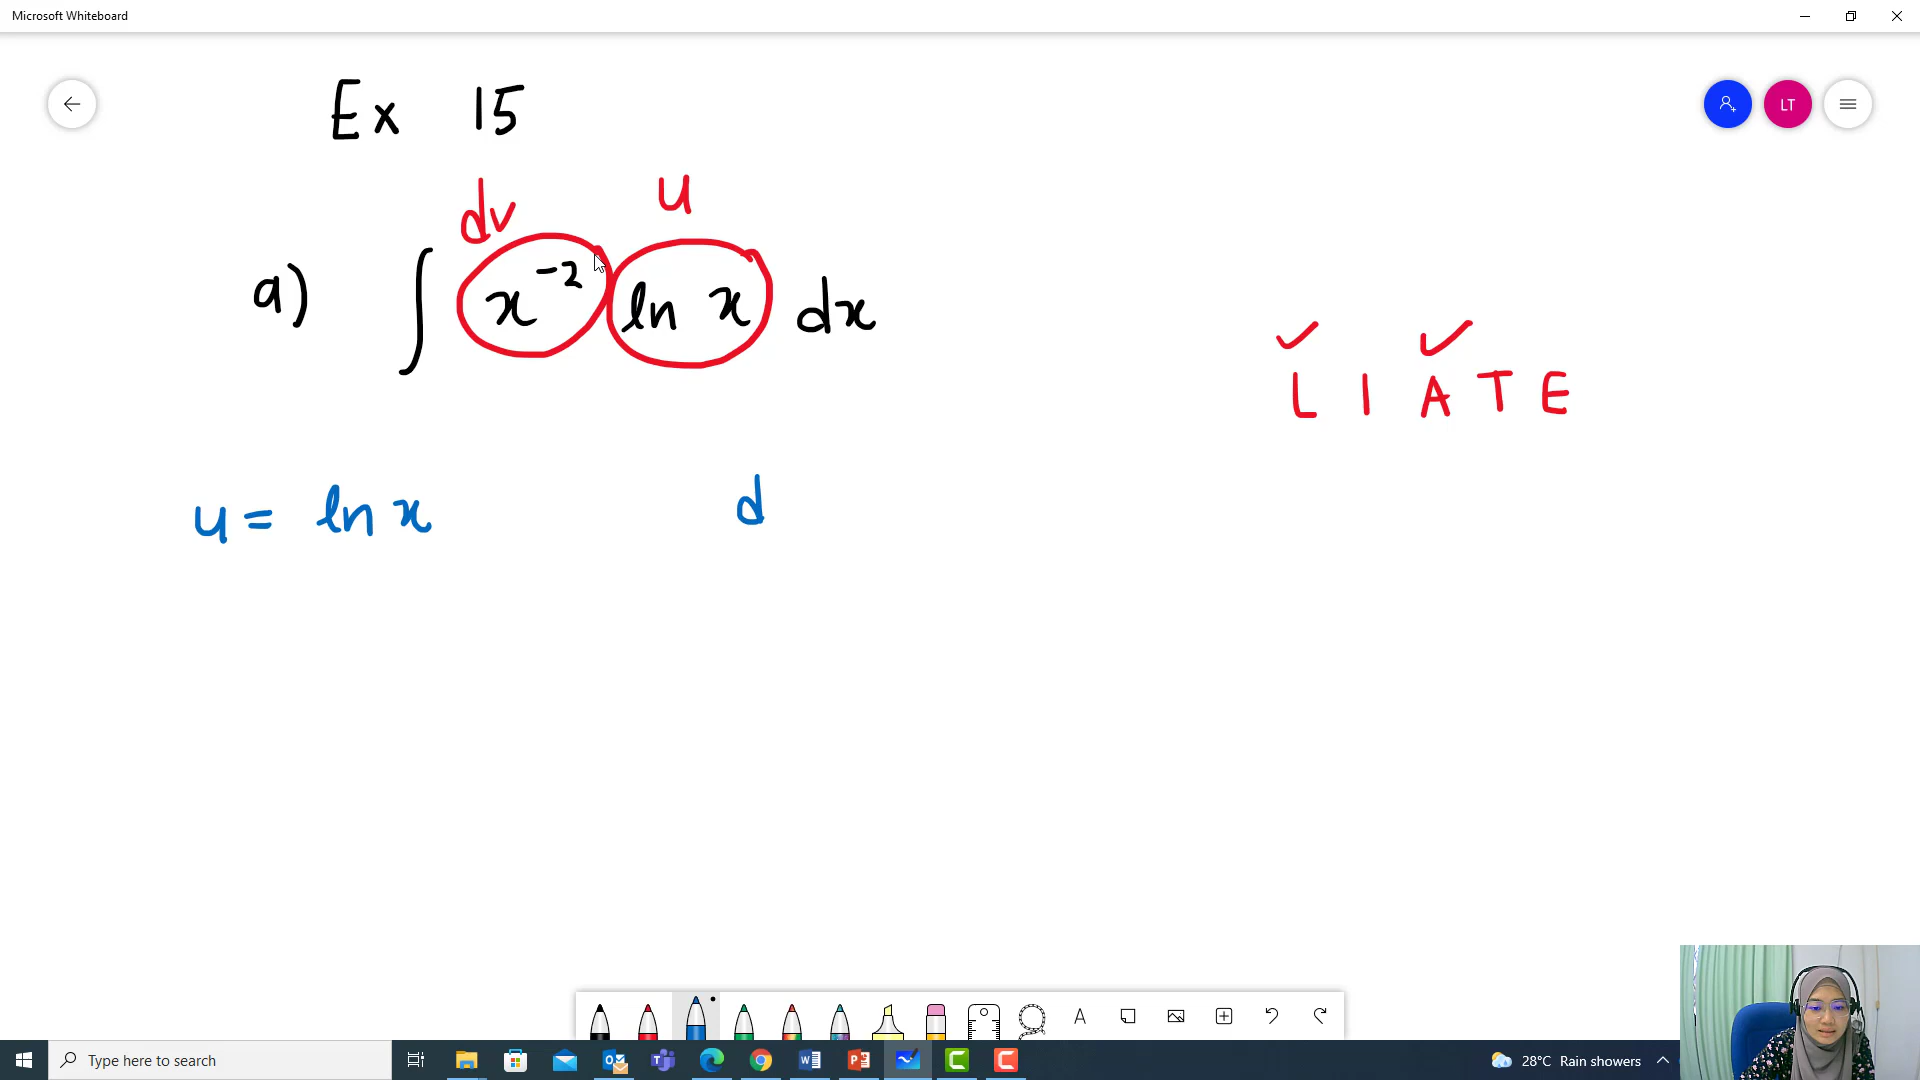 Microsoft Whiteboard
Ex 15
LT
dv u
a) ∫ x⁻² ln x dx
L I A T E
u = ln x d
A
Type here to search
28°C Rain showers